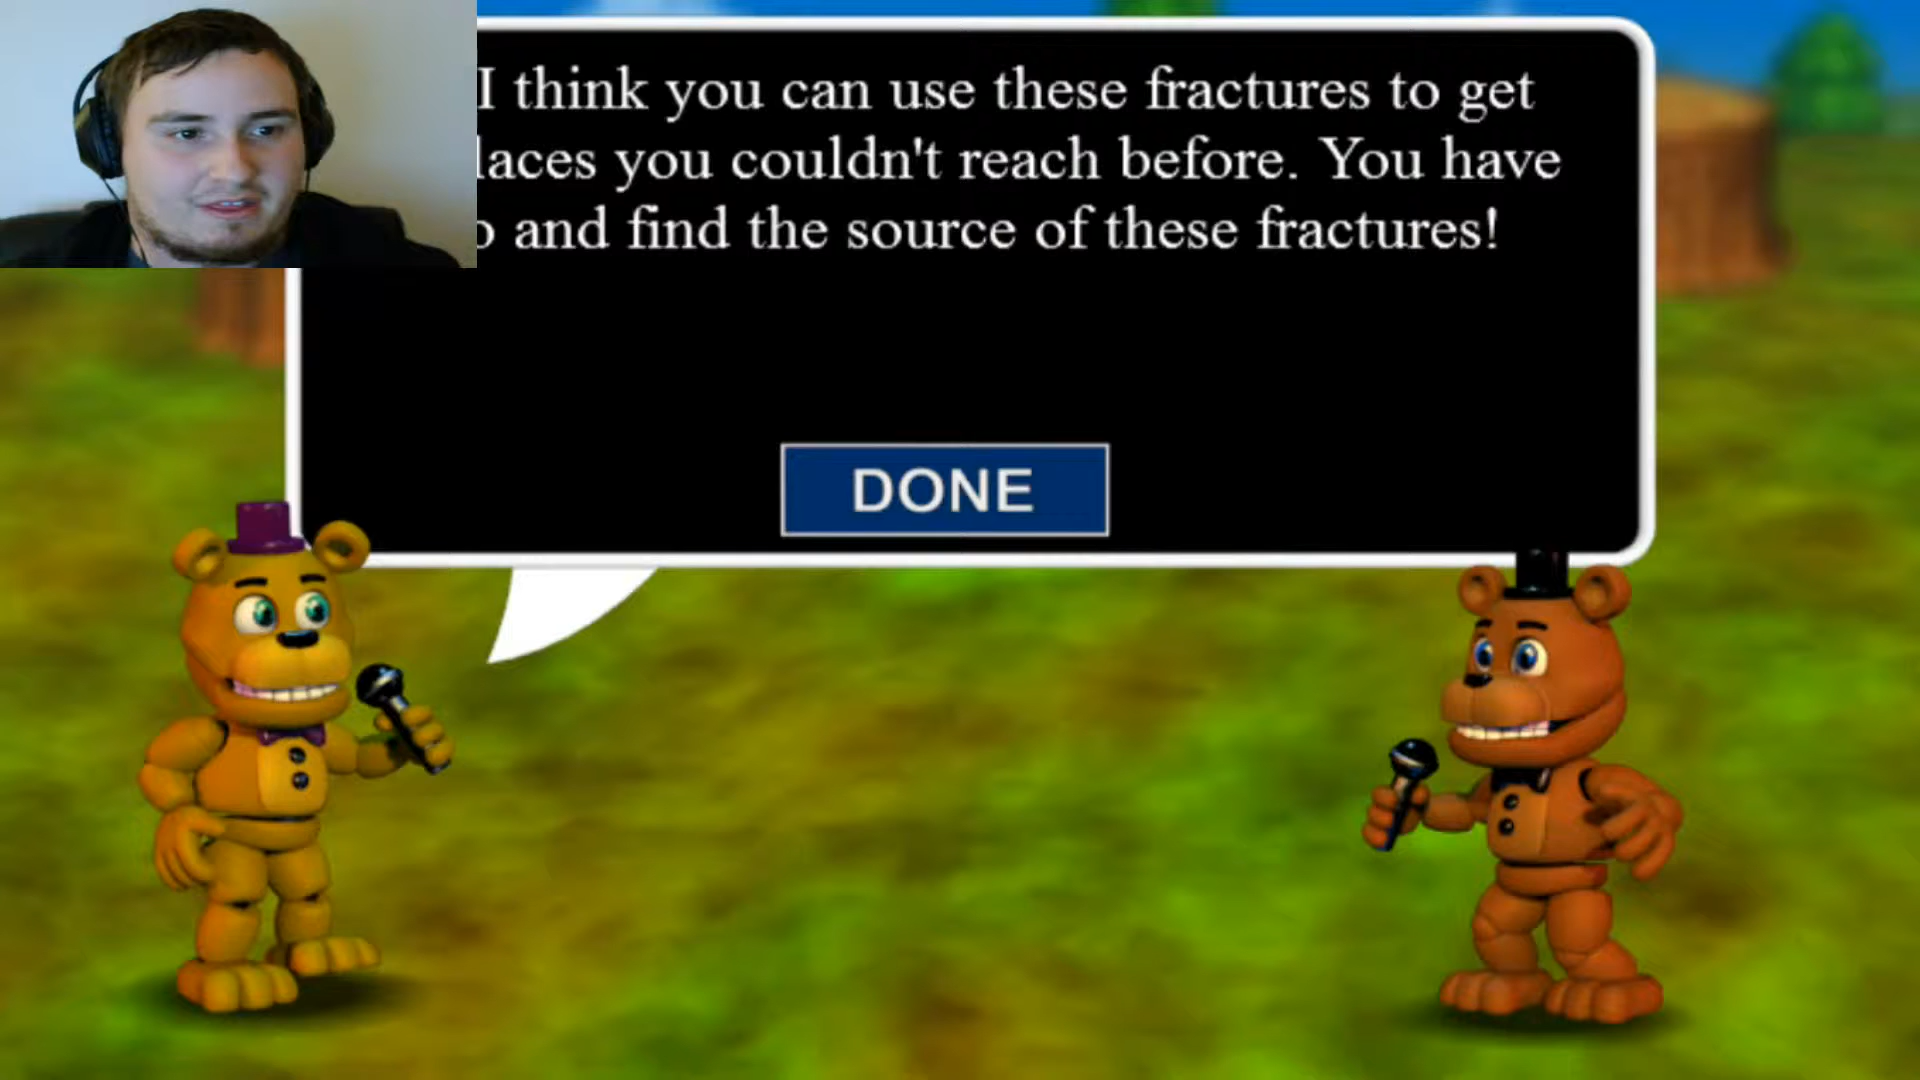 I think you can use these fractures to get
laces you couldn't reach before. You have
o and find the source of these fractures!
DONE